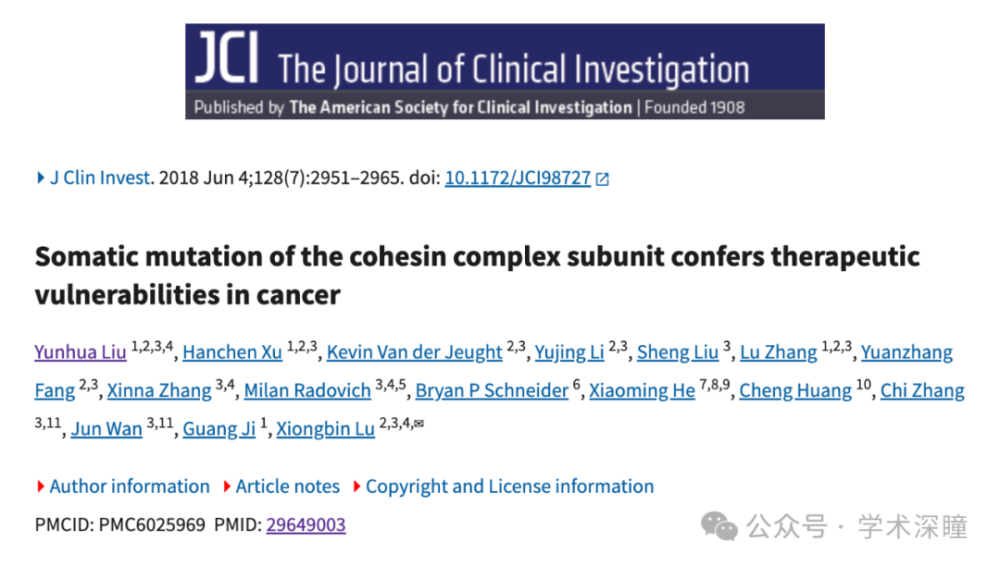 JCI The Journal of Clinical Investigation
Published by The American Society for Clinical Investigation | Founded 1908
J Clin Invest. 2018 Jun 4;128(7):2951–2965. doi: 10.1172/JCI98727
Somatic mutation of the cohesin complex subunit confers therapeutic
vulnerabilities in cancer
Yunhua Liu 1,2,3,4, Hanchen Xu 1,2,3, Kevin Van der Jeught 2,3, Yujing Li 2,3, Sheng Liu 3, Lu Zhang 1,2,3, Yuanzhang
Fang 2,3, Xinna Zhang 3,4, Milan Radovich 3,4,5, Bryan P Schneider 6, Xiaoming He 7,8,9, Cheng Huang 10, Chi Zhang
3,11, Jun Wan 3,11, Guang Ji 1, Xiongbin Lu 2,3,4,✉
Author information Article notes Copyright and License information
PMCID: PMC6025969 PMID: 29649003
公众号 · 学术深瞳